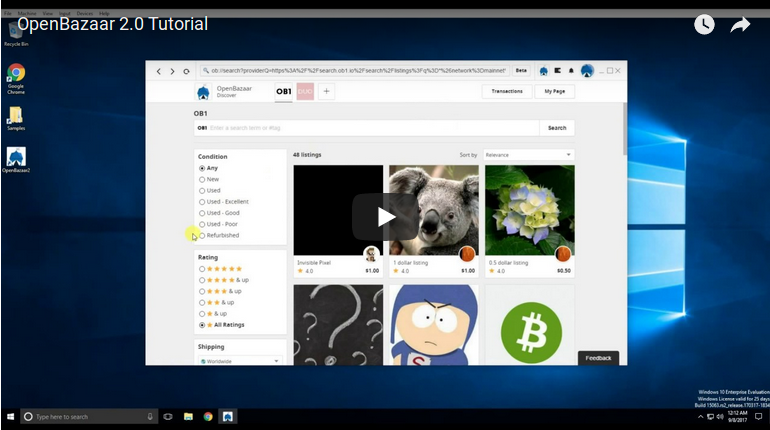 File Machine View Input Devices Help
OpenBazaar 2.0 Tutorial
Recycle Bin
Google
Chrome
Samples
OpenBazaar2
ob://search?providerQ=https%3A%2F%2Fsearch.ob1.io%2Fsearch%2Flistings%3Fq%3D*%26network%3Dmainnet
Beta
OpenBazaar
Discover
OB1
+
Transactions
My Page
OB1
OB1 Enter a search term or #tag
Search
Condition
Any
New
Used
Used - Excellent
Used - Good
Used - Poor
Refurbished
Rating
& up
& up
& up
& up
All Ratings
Shipping
Worldwide
48 listings
Sort by
Relevance
Invisible Pixel
4.0 $1.00
1 dollar listing
4.0 $1.00
0.5 dollar listing
4.0 $0.50
Feedback
Windows 10 Enterprise Evaluation
Windows License valid for 25 days
Build 15063.rs2_release.170317-1834
Type here to search
12:12 AM
9/8/2017